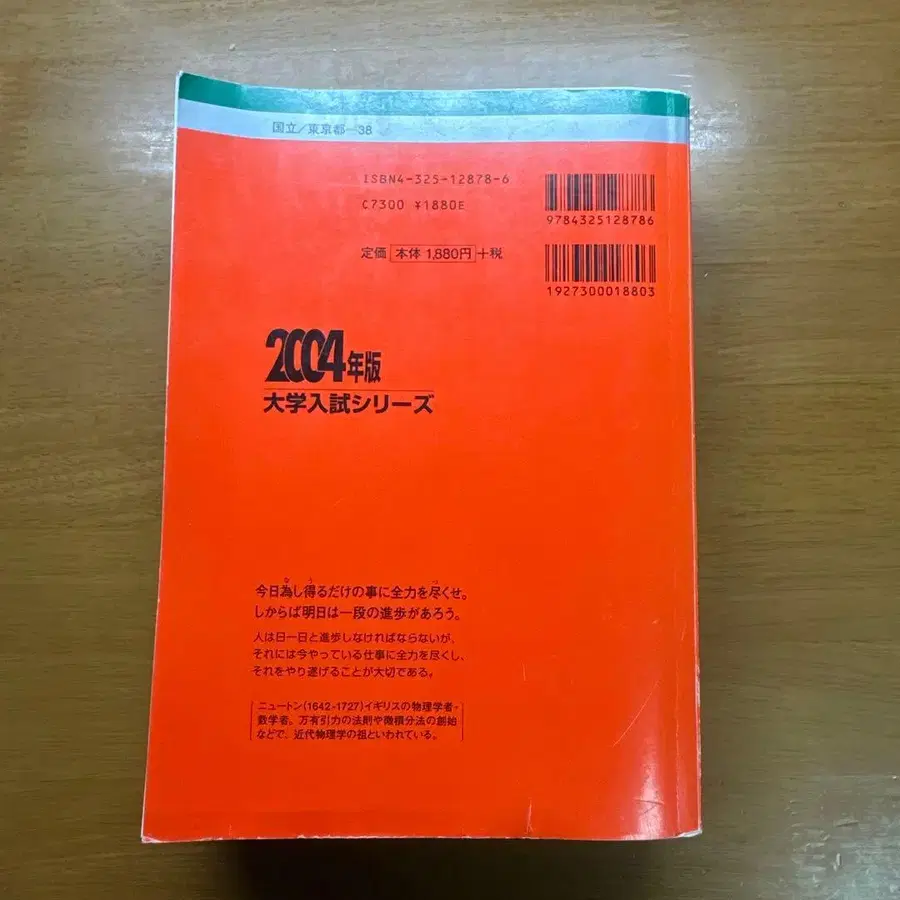 国立/東京都—38
ISBN4-325-12878-6
C7300 ¥1880E
9784325128786
定価 本体 1,880円 +税
1927300018803
2004年版
大学入試シリーズ
今日為し得るだけの事に全力を尽くせ。
しからば明日は一段の進歩があろう。
人は日一日と進歩しなければならないが、
それには今やっている仕事に全力を尽くし、
それをやり遂げることが大切である。
ニュートン(1642~1727)イギリスの物理学者・
数学者。万有引力の法則や微積分法の創始
などで、近代物理学の祖といわれている。